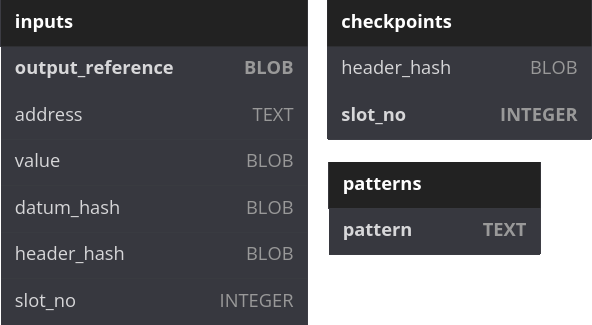 inputs
output_reference BLOB
address TEXT
value BLOB
datum_hash BLOB
header_hash BLOB
slot_no INTEGER
checkpoints
header_hash BLOB
slot_no INTEGER
patterns
pattern TEXT